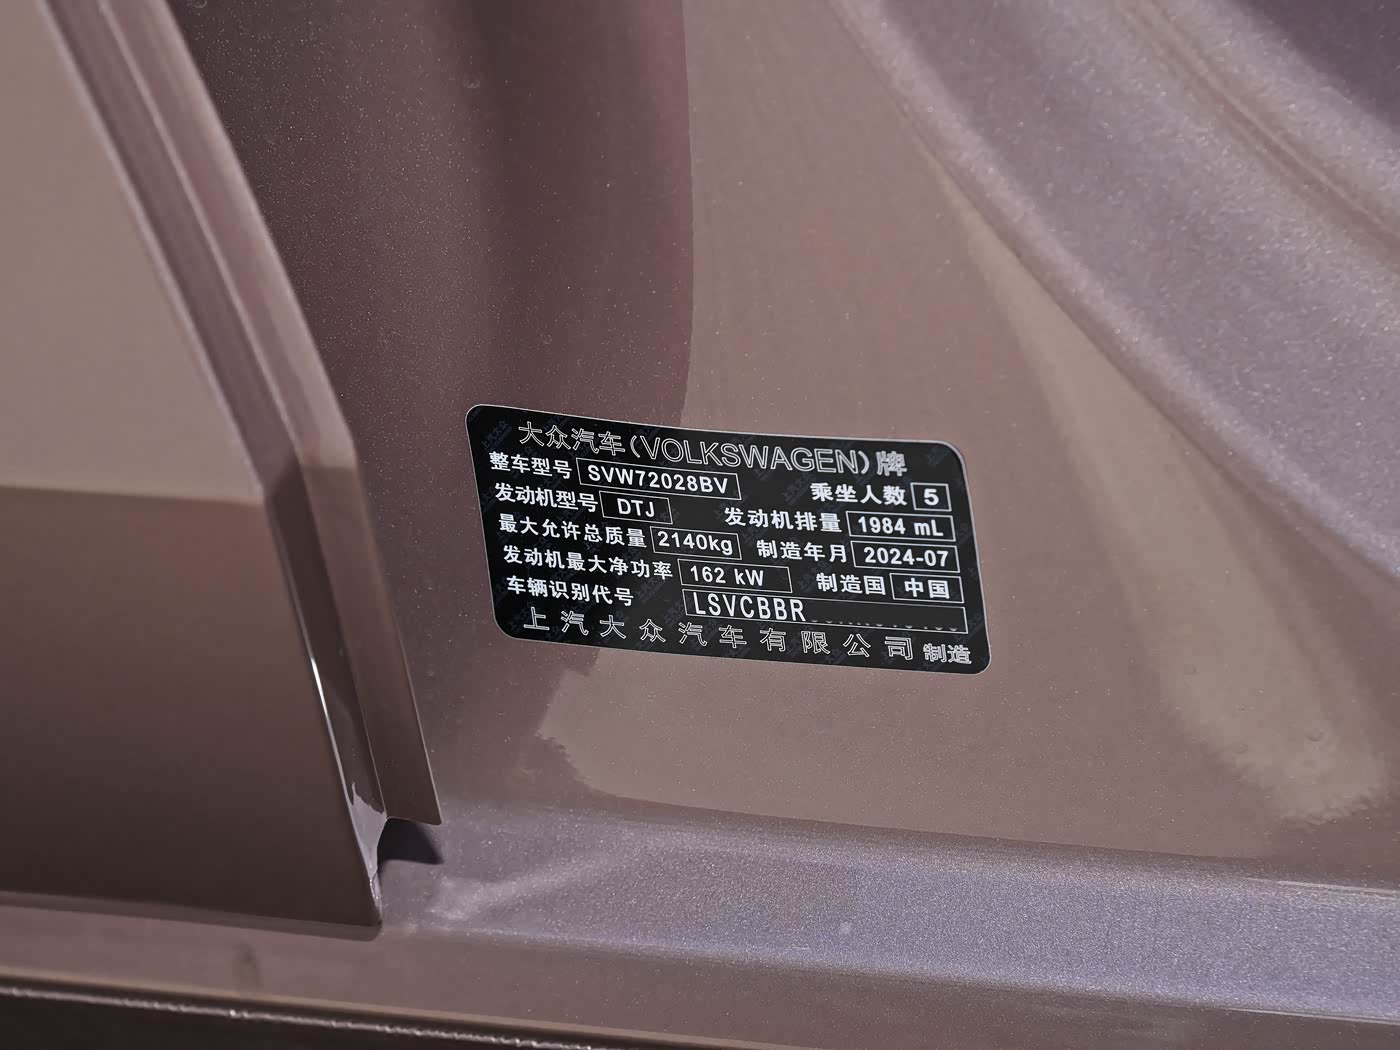 大众汽车(VOLKSWAGEN)牌
整车型号 SVW72028BV 乘坐人数 5
发动机型号 DTJ 发动机排量 1984 mL
最大允许总质量 2140kg 制造年月 2024-07
发动机最大净功率 162 kW 制造国 中国
车辆识别代号 LSVCBBR
上汽大众汽车有限公司 制造